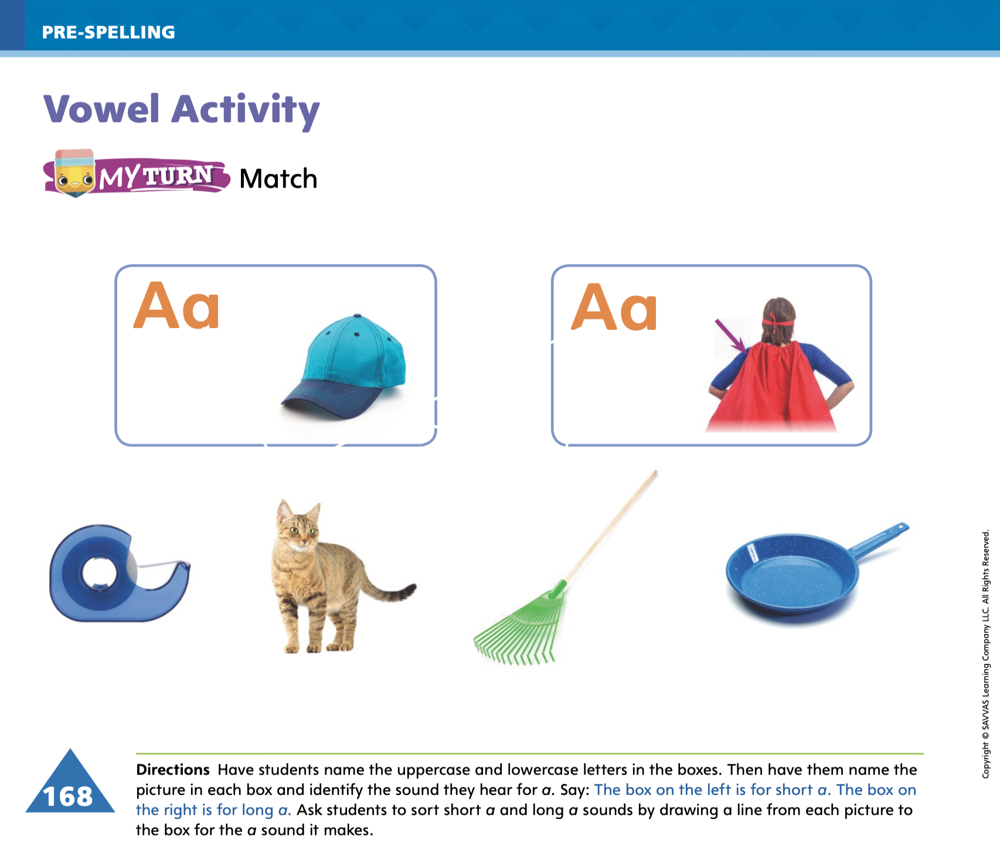 PRE-SPELLING
Vowel Activity
MY TURN Match
Aa
Aa
Directions Have students name the uppercase and lowercase letters in the boxes. Then have them name the
picture in each box and identify the sound they hear for a. Say: The box on the left is for short a. The box on
the right is for long a. Ask students to sort short a and long a sounds by drawing a line from each picture to
the box for the a sound it makes.
168
Copyright © SAVVAS Learning Company LLC. All Rights Reserved.